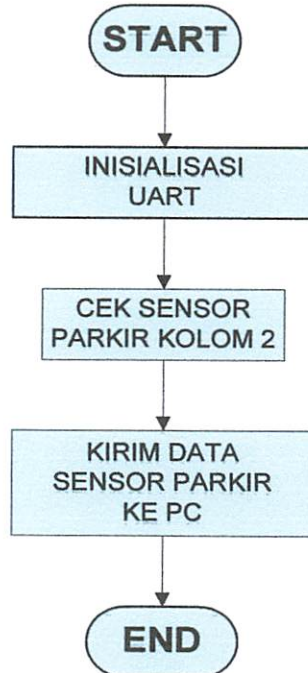 START
INISIALISASI
UART
CEK SENSOR
PARKIR KOLOM 2
KIRIM DATA
SENSOR PARKIR
KE PC
END